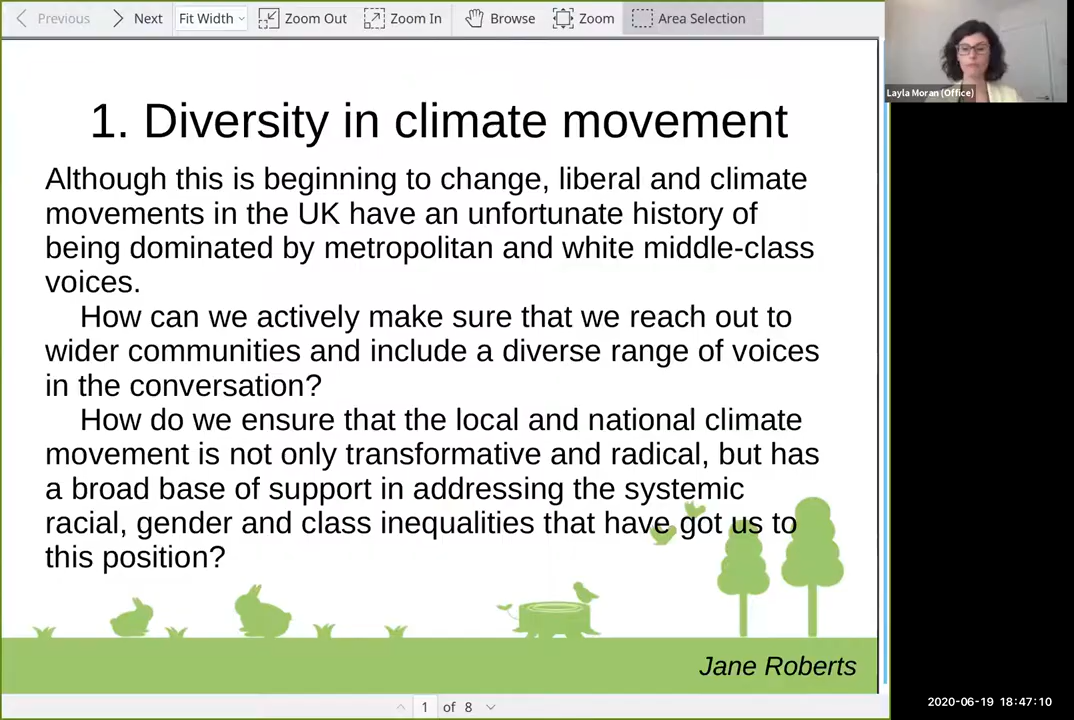 Previous Next Fit Width Zoom Out Zoom In Browse Zoom Area Selection
Layla Moran (Office)
1. Diversity in climate movement
Although this is beginning to change, liberal and climate
movements in the UK have an unfortunate history of
being dominated by metropolitan and white middle-class
voices.
How can we actively make sure that we reach out to
wider communities and include a diverse range of voices
in the conversation?
How do we ensure that the local and national climate
movement is not only transformative and radical, but has
a broad base of support in addressing the systemic
racial, gender and class inequalities that have got us to
this position?
Jane Roberts
1 of 8
2020-06-19 18:47:10